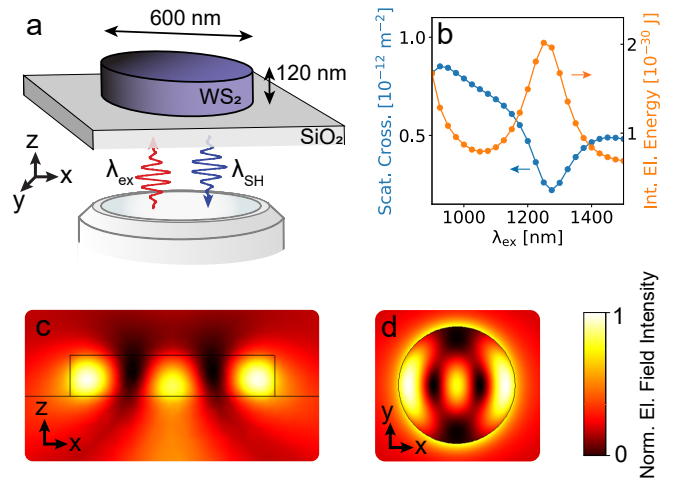 a
600 nm
120 nm
WS₂
SiO₂
z
x
y
λex
λSH
b
Scat. Cross. [10⁻¹² m⁻²]
1.0
0.5
2
1
Int. El. Energy [10⁻³⁰ J]
1000
1200
1400
λex [nm]
c
z
x
d
y
x
1
0
Norm. El. Field Intensity